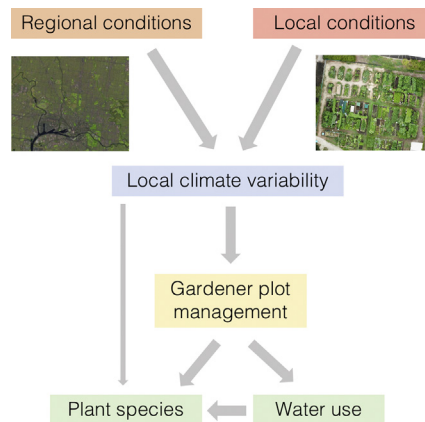 Regional conditions
Local conditions
Local climate variability
Gardener plot
management
Plant species
Water use